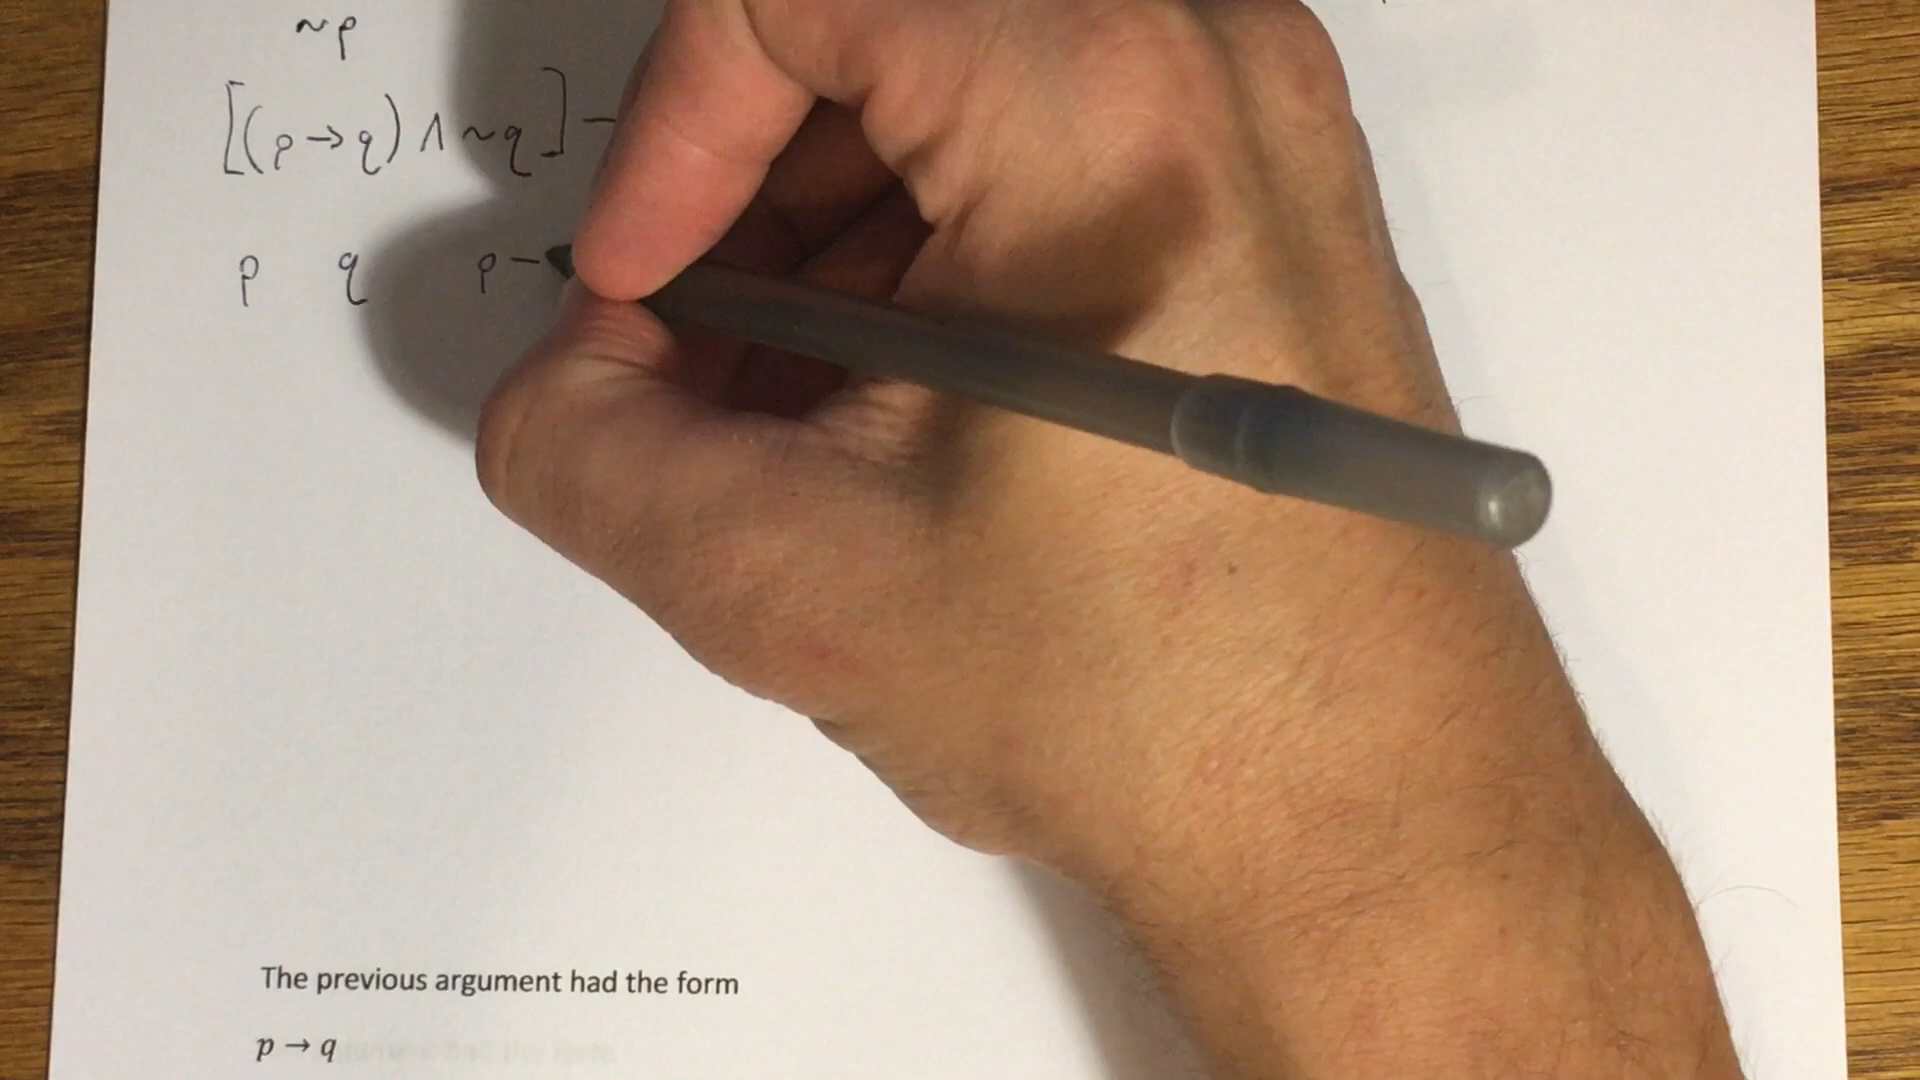 ~p
[(p→q) ∧ ~q] –
p q p –
The previous argument had the form
p → q